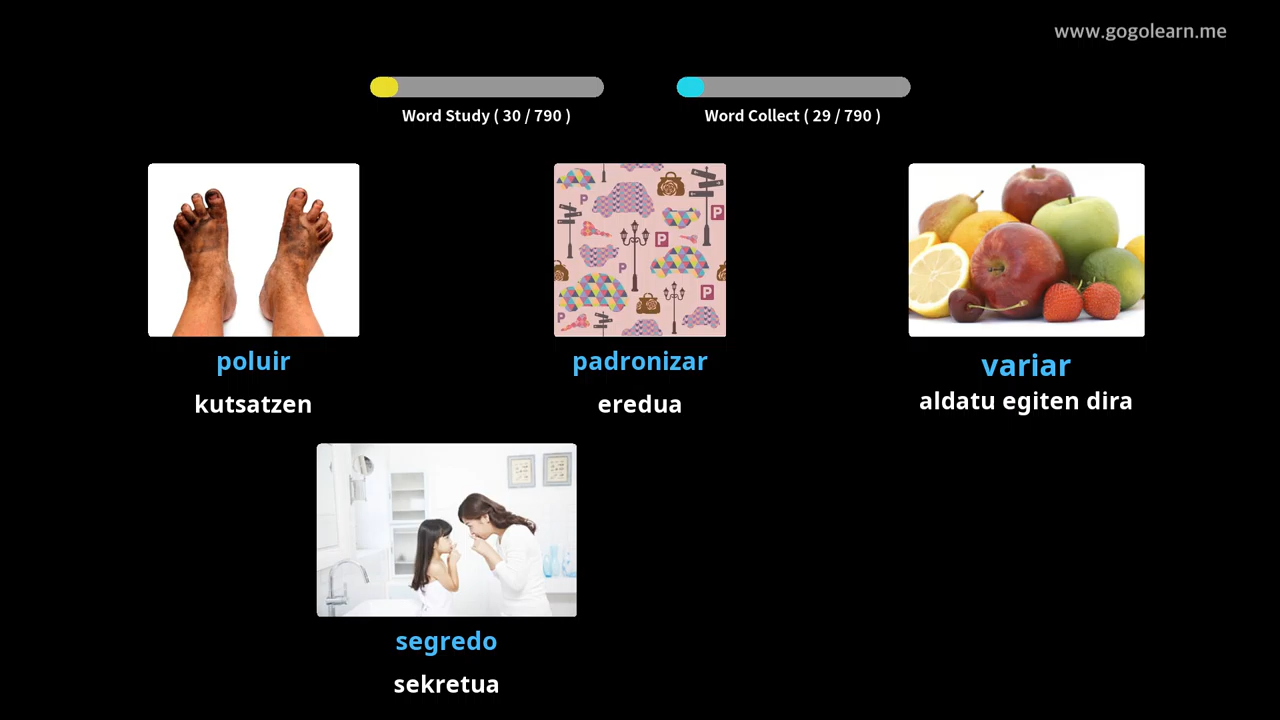 www.gogolearn.me
Word Study ( 30 / 790 )
Word Collect ( 29 / 790 )
P
P
P
P
P
P
poluir
padronizar
variar
kutsatzen
eredua
aldatu egiten dira
segredo
sekretua